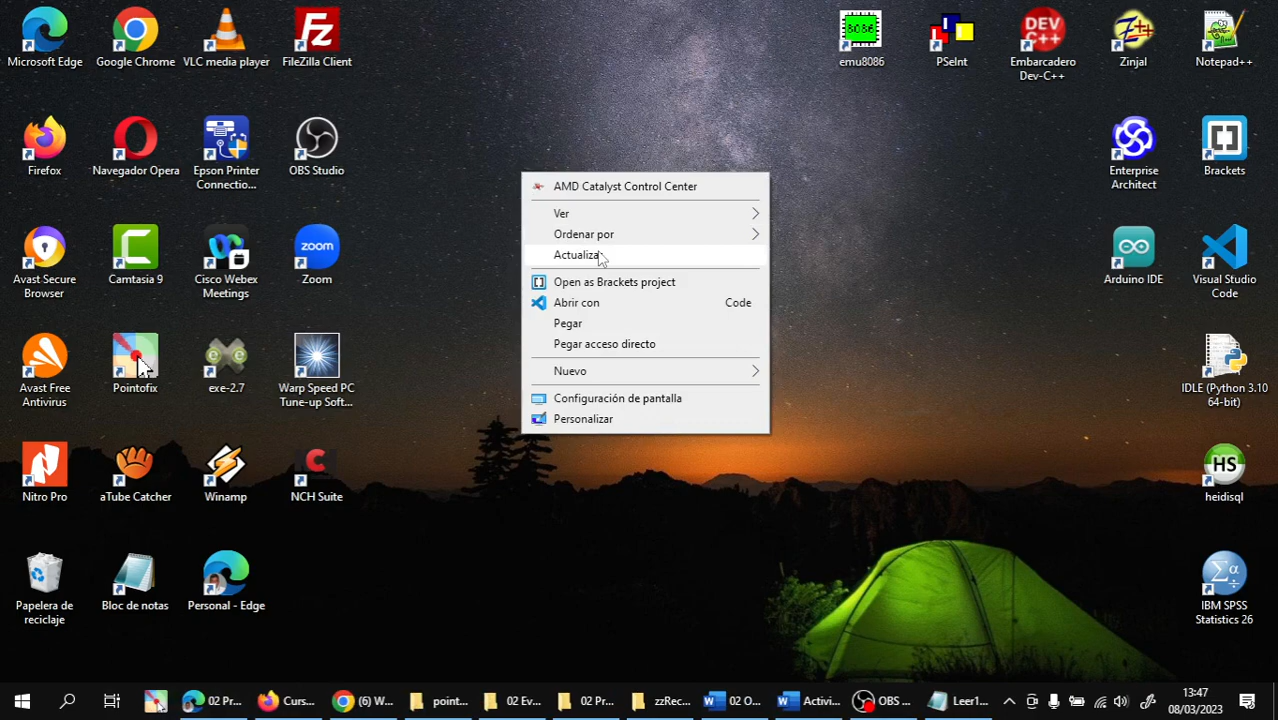 Microsoft Edge
Google Chrome
VLC media player
FileZilla Client
8086
emu8086
PSeInt
DEV
C++
Embarcadero
Dev-C++
Zinjal
Notepad++
Firefox
Navegador Opera
Epson Printer
Connectio...
OBS Studio
Enterprise
Architect
Brackets
AMD Catalyst Control Center
Ver
Ordenar por
Actualizar
Open as Brackets project
Abrir con
Code
Pegar
Pegar acceso directo
Nuevo
Configuración de pantalla
Personalizar
Avast Secure
Browser
Camtasia 9
Cisco Webex
Meetings
zoom
Zoom
Arduino IDE
Visual Studio
Code
Avast Free
Antivirus
Pointofix
exe-2.7
Warp Speed PC
Tune-up Soft...
IDLE (Python 3.10
64-bit)
Nitro Pro
aTube Catcher
Winamp
NCH Suite
HS
heidisql
Papelera de
reciclaje
Bloc de notas
Personal - Edge
IBM SPSS
Statistics 26
02 Pr...
Curs...
(6) W...
point...
02 Ev...
02 Pr...
zzRec...
02 O...
Activi...
OBS ...
Leer1...
13:47
08/03/2023